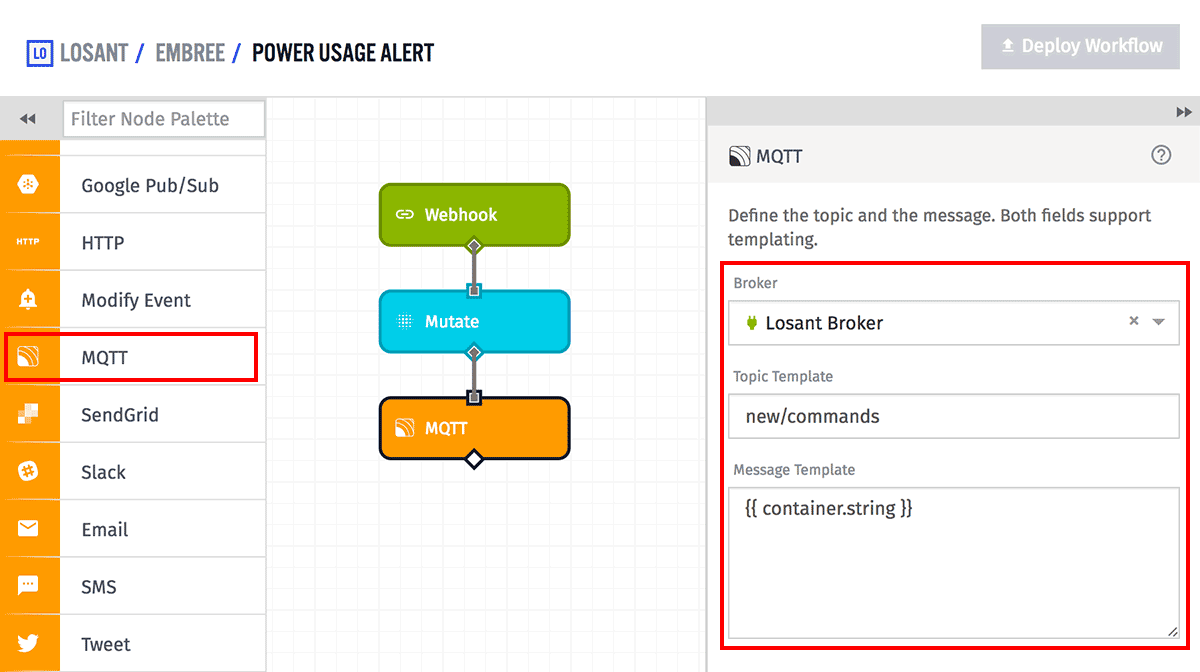 LO LOSANT / EMBREE / POWER USAGE ALERT
Deploy Workflow
Filter Node Palette
Google Pub/Sub
HTTP HTTP
Modify Event
MQTT
SendGrid
Slack
Email
SMS
Tweet
Webhook
Mutate
MQTT
MQTT
?
Define the topic and the message. Both fields support
templating.
Broker
Losant Broker
Topic Template
new/commands
Message Template
{{ container.string }}